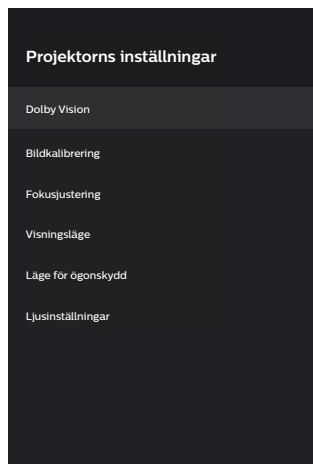 Projektorns inställningar
Dolby Vision
Bildkalibrering
Fokusjustering
Visningsläge
Läge för ögonskydd
Ljusinställningar